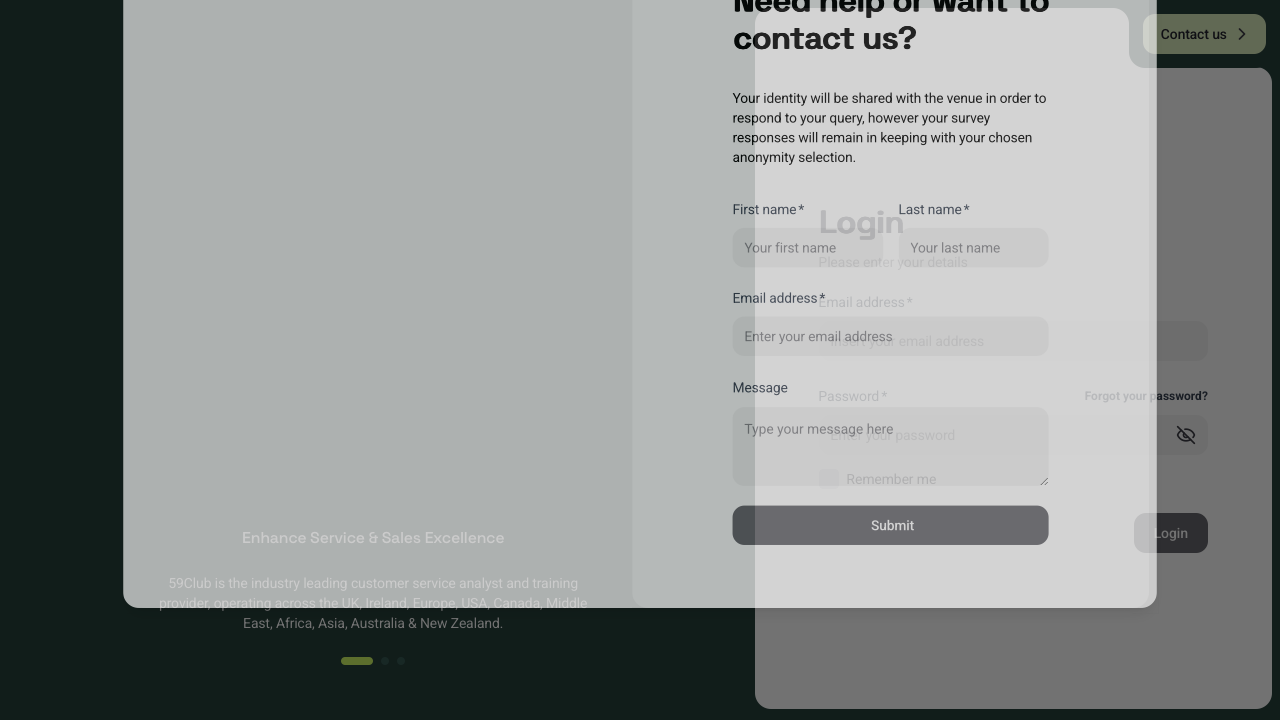 Need help or want to
contact us?
Contact us
Your identity will be shared with the venue in order to
respond to your query, however your survey
responses will remain in keeping with your chosen
anonymity selection.
First name*
Last name*
Your first name
Your last name
Email address*
Enter your email address
Message
Type your message here
Submit
Login
Please enter your details
Email address*
Insert your email address
Password*
Forgot your password?
Enter your password
Remember me
Login
Enhance Service & Sales Excellence
59Club is the industry leading customer service analyst and training
provider, operating across the UK, Ireland, Europe, USA, Canada, Middle
East, Africa, Asia, Australia & New Zealand.